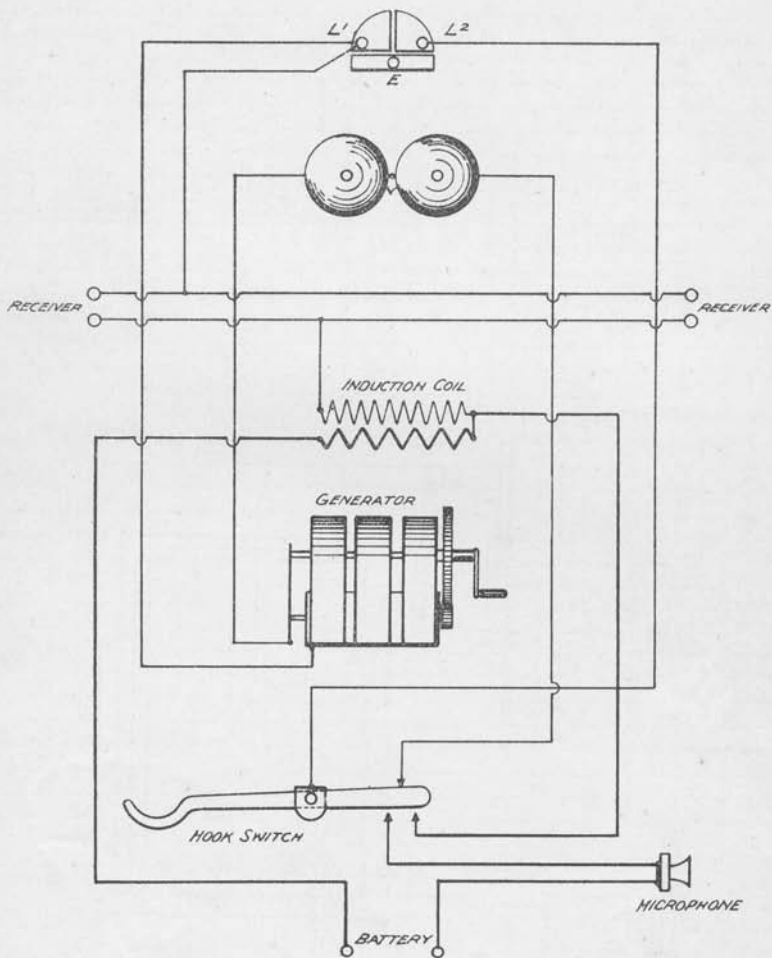 L¹
L²
E
RECEIVER
RECEIVER
INDUCTION COIL
GENERATOR
HOOK SWITCH
MICROPHONE
BATTERY